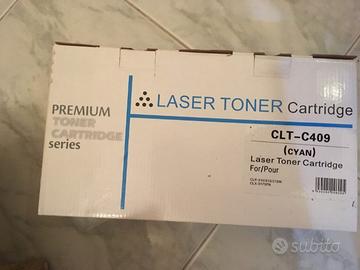 PREMIUM
TONER
CARTRIDGE
series
LASER TONER Cartridge
CLT-C409
(CYAN)
Laser Toner Cartridge
For/Pour
subito